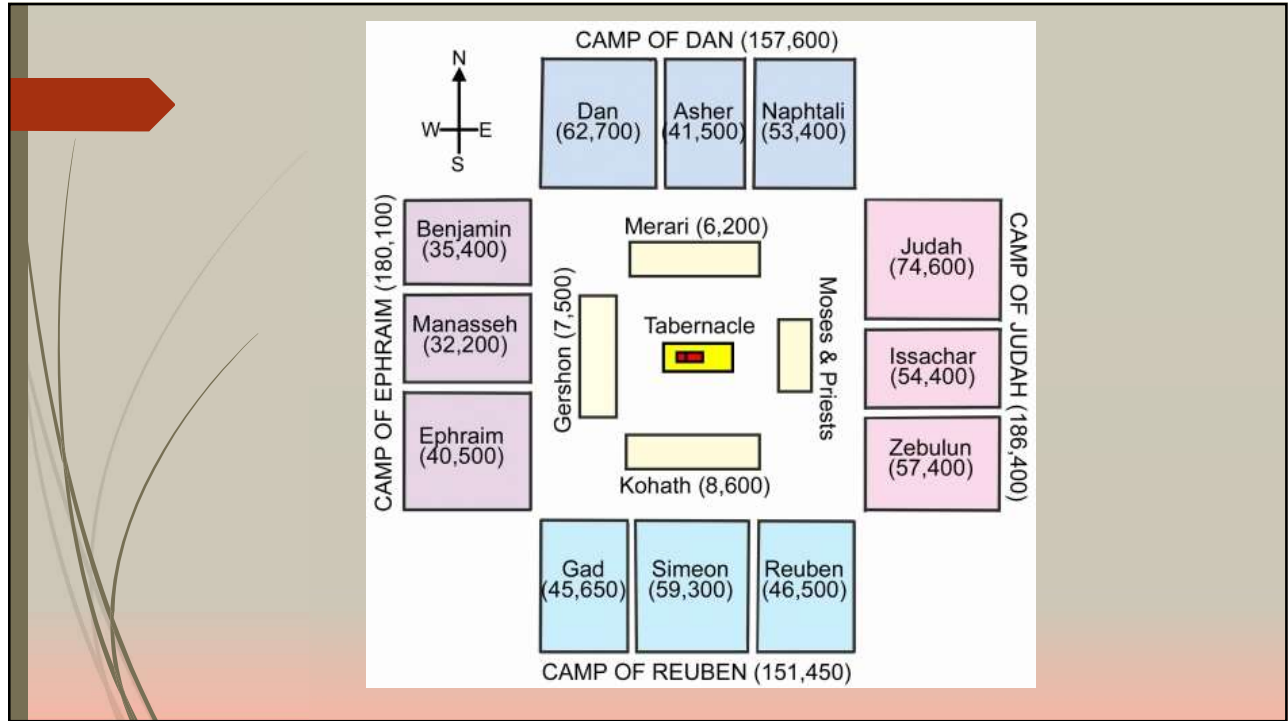 CAMP OF DAN (157,600)
N
W E
S
Dan
(62,700)
Asher
(41,500)
Naphtali
(53,400)
CAMP OF EPHRAIM (180,100)
Benjamin
(35,400)
Manasseh
(32,200)
Ephraim
(40,500)
Merari (6,200)
Gershon (7,500)
Tabernacle
Moses & Priests
Kohath (8,600)
Judah
(74,600)
Issachar
(54,400)
Zebulun
(57,400)
CAMP OF JUDAH (186,400)
Gad
(45,650)
Simeon
(59,300)
Reuben
(46,500)
CAMP OF REUBEN (151,450)